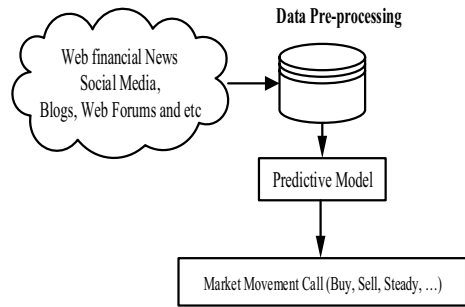 Data Pre-processing
Web financial News
Social Media,
Blogs, Web Forums and etc
Predictive Model
Market Movement Call (Buy, Sell, Steady, ...)